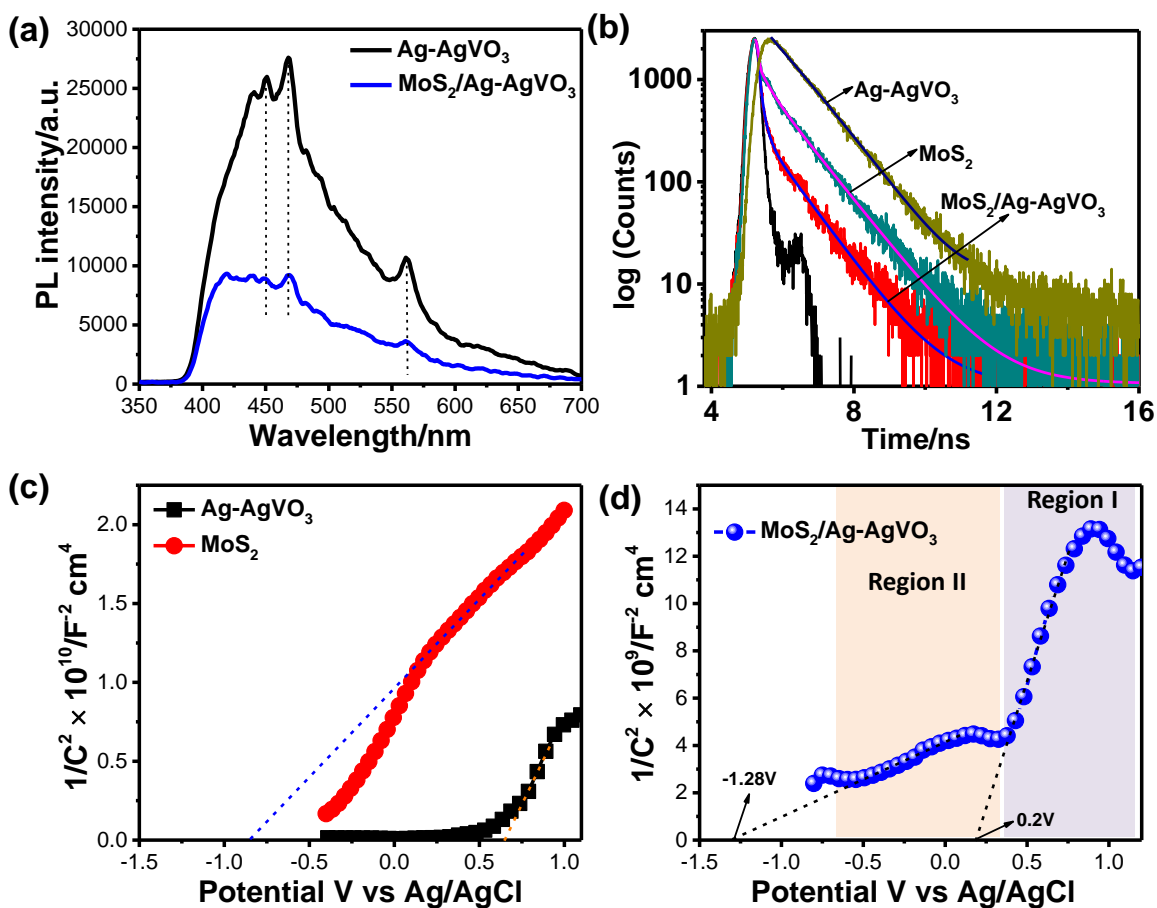 (a)
Ag-AgVO₃
MoS₂/Ag-AgVO₃
PL intensity/a.u.
30000
25000
20000
15000
10000
5000
0
350 400 450 500 550 600 650 700
Wavelength/nm
(b)
Ag-AgVO₃
MoS₂
MoS₂/Ag-AgVO₃
log (Counts)
1000
100
10
1
4 8 12 16
Time/ns
(c)
Ag-AgVO₃
MoS₂
1/C² × 10¹⁰/F⁻² cm⁴
2.0
1.5
1.0
0.5
0.0
-1.5 -1.0 -0.5 0.0 0.5 1.0
Potential V vs Ag/AgCl
(d)
Region I
MoS₂/Ag-AgVO₃
Region II
-1.28V
0.2V
1/C² × 10⁹/F⁻² cm⁴
14
12
10
8
6
4
2
0
-1.5 -1.0 -0.5 0.0 0.5 1.0
Potential V vs Ag/AgCl